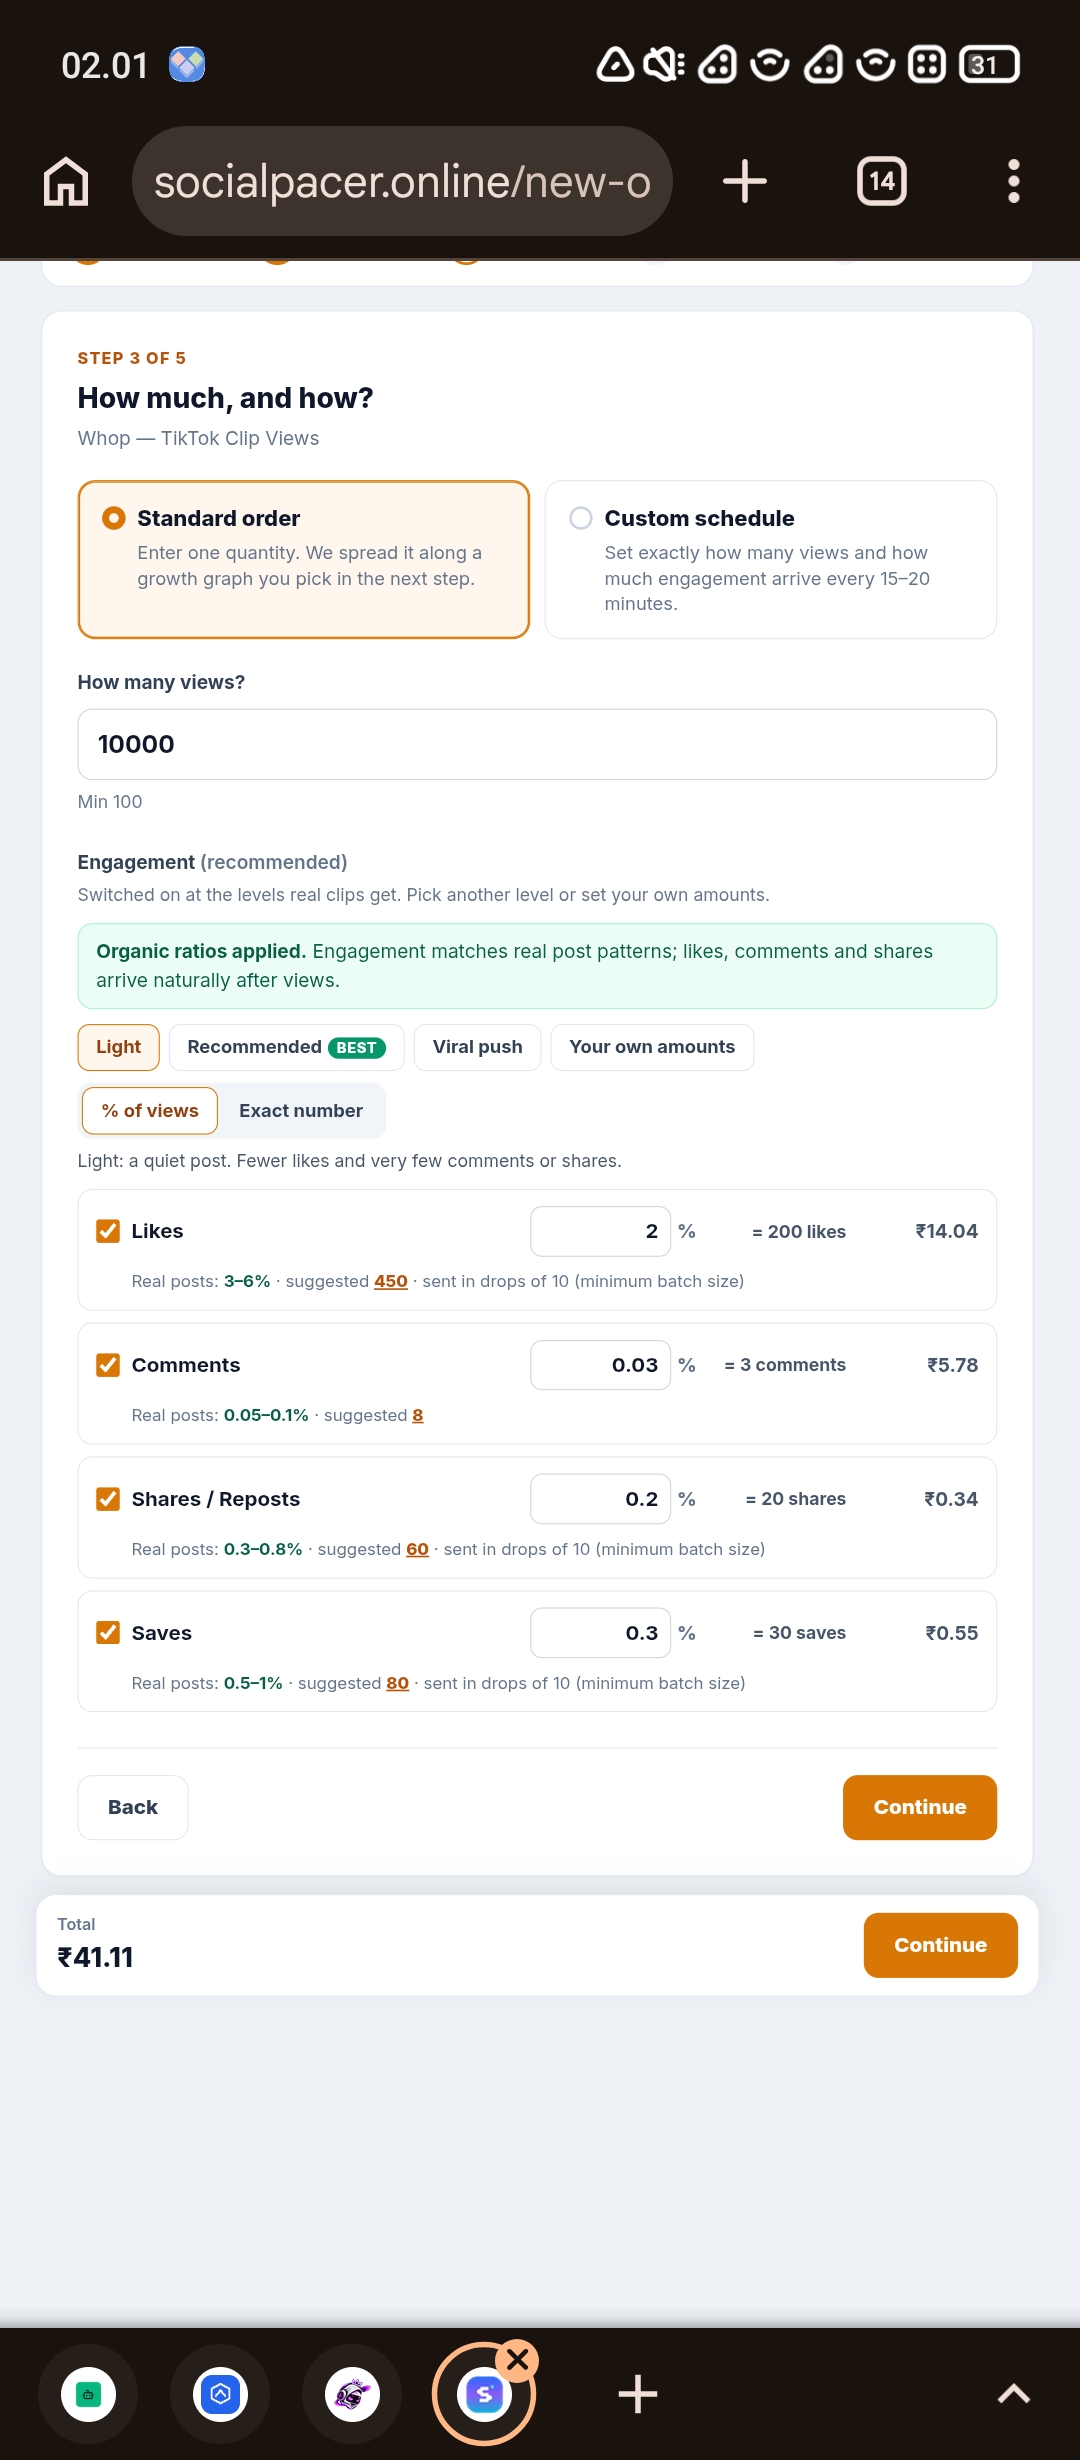 02.01
31
socialpacer.online/new-o
14
STEP 3 OF 5
How much, and how?
Whop — TikTok Clip Views
Standard order
Enter one quantity. We spread it along a
growth graph you pick in the next step.
Custom schedule
Set exactly how many views and how
much engagement arrive every 15–20
minutes.
How many views?
10000
Min 100
Engagement (recommended)
Switched on at the levels real clips get. Pick another level or set your own amounts.
Organic ratios applied. Engagement matches real post patterns; likes, comments and shares
arrive naturally after views.
Light Recommended BEST Viral push Your own amounts
% of views Exact number
Light: a quiet post. Fewer likes and very few comments or shares.
Likes 2 % = 200 likes ₹14.04
Real posts: 3–6% · suggested 450 · sent in drops of 10 (minimum batch size)
Comments 0.03 % = 3 comments ₹5.78
Real posts: 0.05–0.1% · suggested 8
Shares / Reposts 0.2 % = 20 shares ₹0.34
Real posts: 0.3–0.8% · suggested 60 · sent in drops of 10 (minimum batch size)
Saves 0.3 % = 30 saves ₹0.55
Real posts: 0.5–1% · suggested 80 · sent in drops of 10 (minimum batch size)
Back Continue
Total
₹41.11
Continue